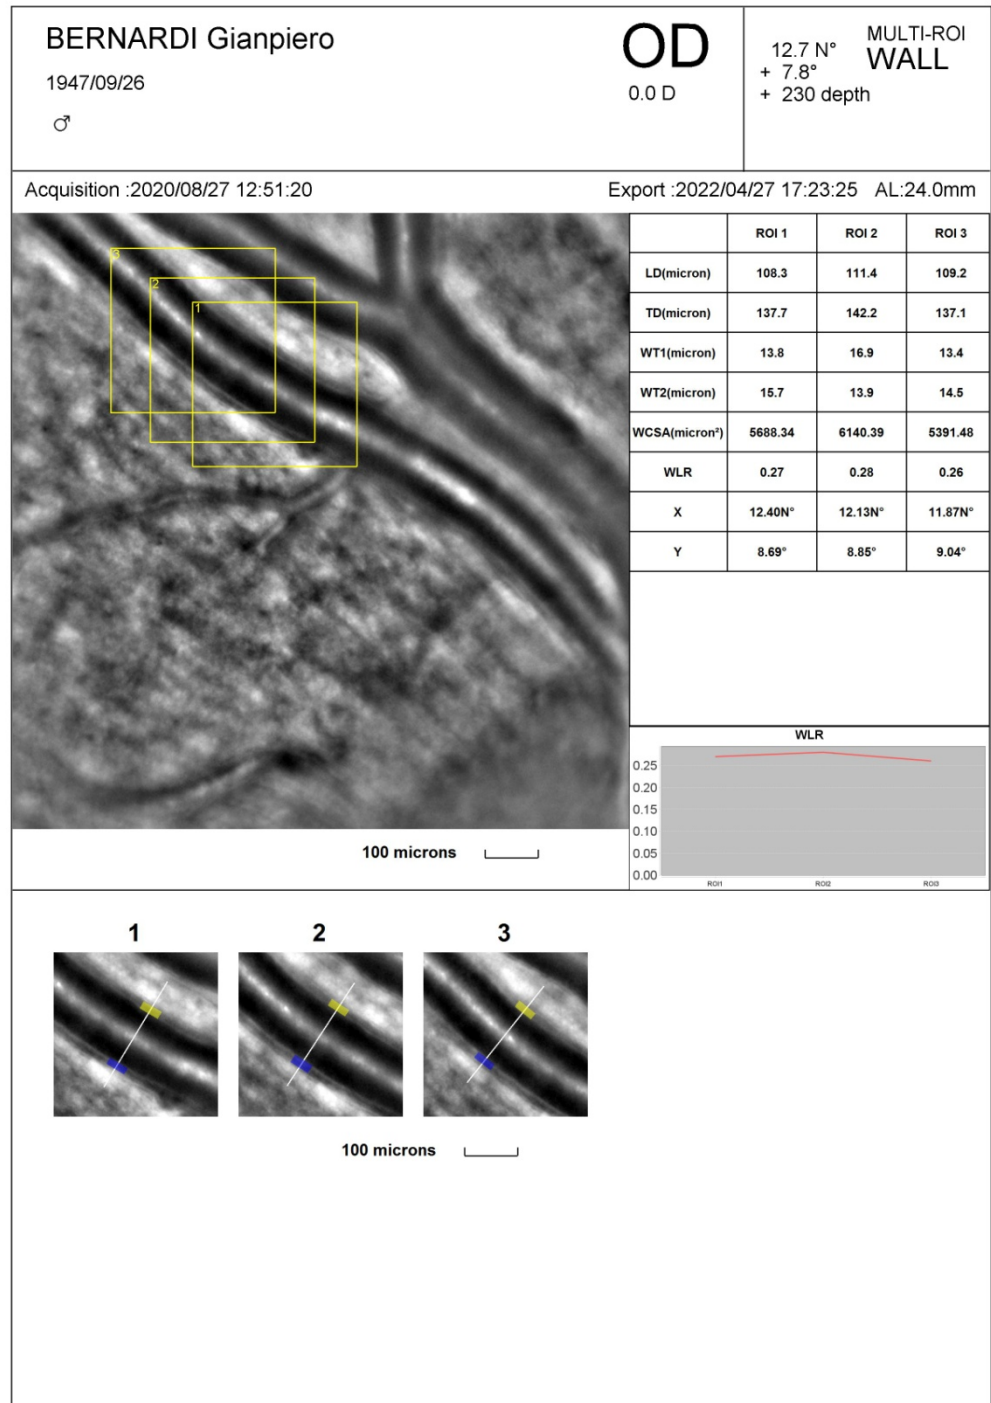 BERNARDI Gianpiero
1947/09/26
♂
OD
0.0 D
12.7 N°
+ 7.8°
+ 230 depth
MULTI-ROI
WALL
Acquisition :2020/08/27 12:51:20
Export :2022/04/27 17:23:25 AL:24.0mm
3
2
1
ROI 1 ROI 2 ROI 3
LD(micron) 108.3 111.4 109.2
TD(micron) 137.7 142.2 137.1
WT1(micron) 13.8 16.9 13.4
WT2(micron) 15.7 13.9 14.5
WCSA(micron²) 5688.34 6140.39 5391.48
WLR 0.27 0.28 0.26
X 12.40N° 12.13N° 11.87N°
Y 8.69° 8.85° 9.04°
WLR
0.25
0.20
0.15
0.10
0.05
0.00
ROI1 ROI2 ROI3
100 microns
1 2 3
100 microns